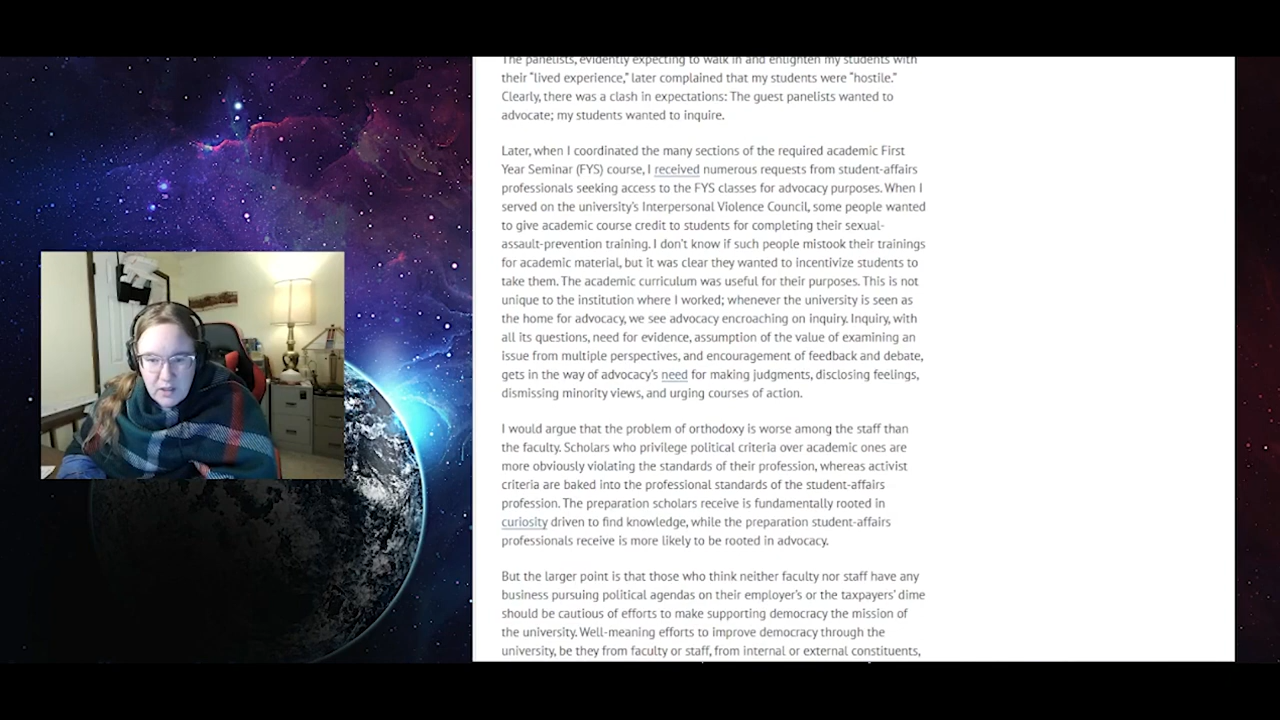 The panelists, evidently expecting to walk in and enlighten my students with
their “lived experience,” later complained that my students were “hostile.”
Clearly, there was a clash in expectations: The guest panelists wanted to
advocate; my students wanted to inquire.
Later, when I coordinated the many sections of the required academic First
Year Seminar (FYS) course, I received numerous requests from student-affairs
professionals seeking access to the FYS classes for advocacy purposes. When I
served on the university’s Interpersonal Violence Council, some people wanted
to give academic course credit to students for completing their sexual-
assault-prevention training. I don’t know if such people mistook their trainings
for academic material, but it was clear they wanted to incentivize students to
take them. The academic curriculum was useful for their purposes. This is not
unique to the institution where I worked; whenever the university is seen as
the home for advocacy, we see advocacy encroaching on inquiry. Inquiry, with
all its questions, need for evidence, assumption of the value of examining an
issue from multiple perspectives, and encouragement of feedback and debate,
gets in the way of advocacy’s need for making judgments, disclosing feelings,
dismissing minority views, and urging courses of action.
I would argue that the problem of orthodoxy is worse among the staff than
the faculty. Scholars who privilege political criteria over academic ones are
more obviously violating the standards of their profession, whereas activist
criteria are baked into the professional standards of the student-affairs
profession. The preparation scholars receive is fundamentally rooted in
curiosity driven to find knowledge, while the preparation student-affairs
professionals receive is more likely to be rooted in advocacy.
But the larger point is that those who think neither faculty nor staff have any
business pursuing political agendas on their employer’s or the taxpayers’ dime
should be cautious of efforts to make supporting democracy the mission of
the university. Well-meaning efforts to improve democracy through the
university, be they from faculty or staff, from internal or external constituents,